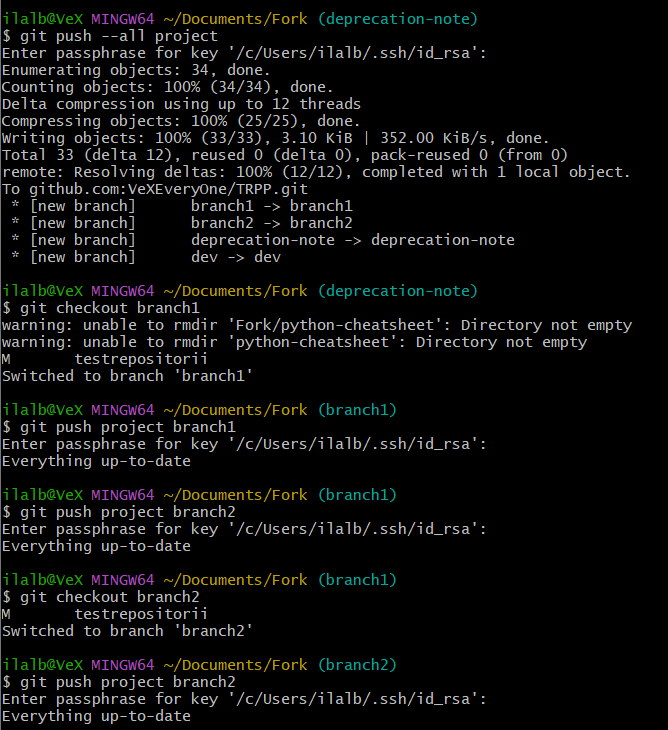 ilalb@VeX MINGW64 ~/Documents/Fork (deprecation-note)
$ git push --all project
Enter passphrase for key '/c/Users/ilalb/.ssh/id_rsa':
Enumerating objects: 34, done.
Counting objects: 100% (34/34), done.
Delta compression using up to 12 threads
Compressing objects: 100% (25/25), done.
Writing objects: 100% (33/33), 3.10 KiB | 352.00 KiB/s, done.
Total 33 (delta 12), reused 0 (delta 0), pack-reused 0 (from 0)
remote: Resolving deltas: 100% (12/12), completed with 1 local object.
To github.com:VeXEveryOne/TRPP.git
 * [new branch]      branch1 -> branch1
 * [new branch]      branch2 -> branch2
 * [new branch]      deprecation-note -> deprecation-note
 * [new branch]      dev -> dev

ilalb@VeX MINGW64 ~/Documents/Fork (deprecation-note)
$ git checkout branch1
warning: unable to rmdir 'Fork/python-cheatsheet': Directory not empty
warning: unable to rmdir 'python-cheatsheet': Directory not empty
M       testrepositorii
Switched to branch 'branch1'

ilalb@VeX MINGW64 ~/Documents/Fork (branch1)
$ git push project branch1
Enter passphrase for key '/c/Users/ilalb/.ssh/id_rsa':
Everything up-to-date

ilalb@VeX MINGW64 ~/Documents/Fork (branch1)
$ git push project branch2
Enter passphrase for key '/c/Users/ilalb/.ssh/id_rsa':
Everything up-to-date

ilalb@VeX MINGW64 ~/Documents/Fork (branch1)
$ git checkout branch2
M       testrepositorii
Switched to branch 'branch2'

ilalb@VeX MINGW64 ~/Documents/Fork (branch2)
$ git push project branch2
Enter passphrase for key '/c/Users/ilalb/.ssh/id_rsa':
Everything up-to-date